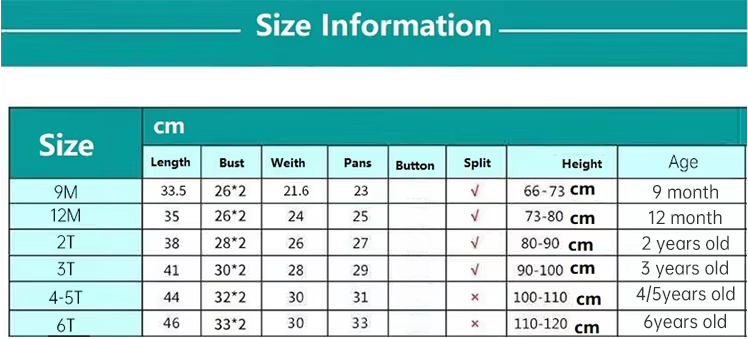 Size Information
Size cm
Length Bust Weith Pans Button Split Height Age
9M 33.5 26*2 21.6 23 √ 66-73 cm 9 month
12M 35 26*2 24 25 √ 73-80 cm 12 month
2T 38 28*2 26 27 √ 80-90 cm 2 years old
3T 41 30*2 28 29 √ 90-100 cm 3 years old
4-5T 44 32*2 30 31 × 100-110 cm 4/5years old
6T 46 33*2 30 33 × 110-120 cm 6years old